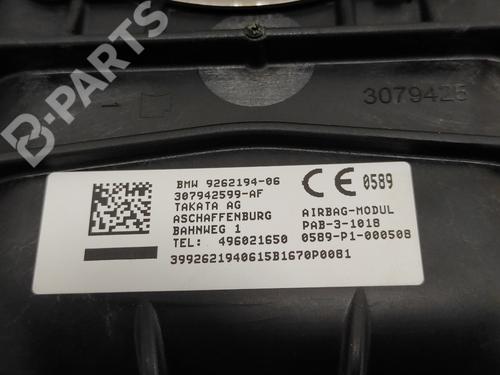 B-PARTS
3079425
BMW 9262194-06
307942599-AF
TAKATA AG
ASCHAFFENBURG
BAHNWEG 1
TEL: 496021650
CE 0589
AIRBAG-MODUL
PAB-3-1018
0589-P1-000508
3992621940615B1670P0081